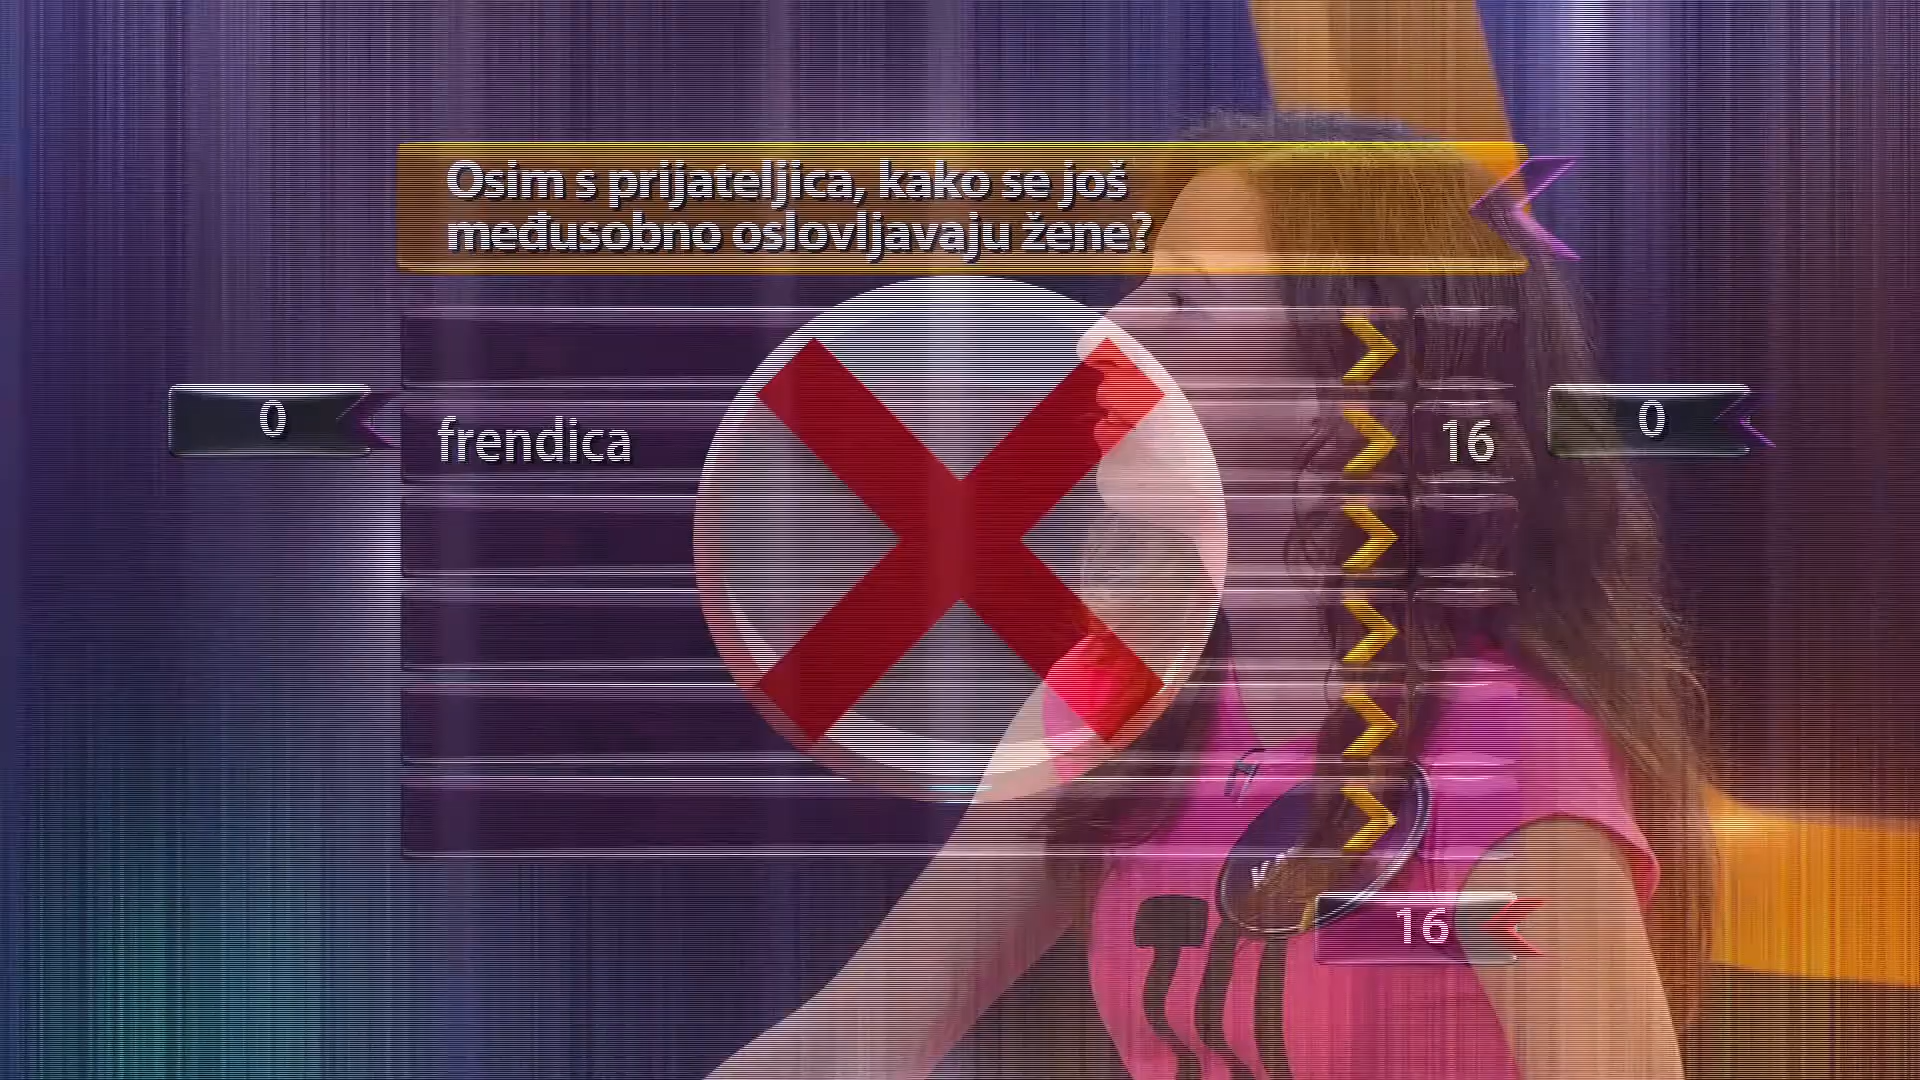 Osim s prijateljica, kako se još
međusobno oslovljavaju žene?
0
frendica
16
0
16